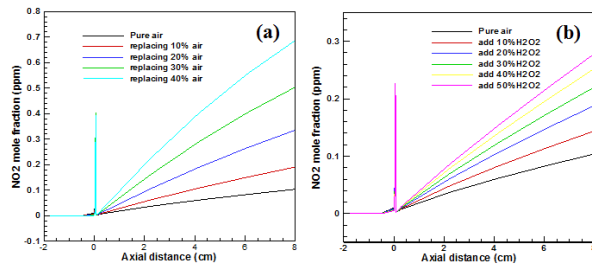 (a)
Pure air
replacing 10% air
replacing 20% air
replacing 30% air
replacing 40% air
NO2 mole fraction (ppm)
0.8
0.7
0.6
0.5
0.4
0.3
0.2
0.1
0
-0.1
-2
0
2
4
6
8
Axial distance (cm)
(b)
Pure air
add 10%H2O2
add 20%H2O2
add 30%H2O2
add 40%H2O2
add 50%H2O2
NO2 mole fraction (ppm)
0.3
0.2
0.1
0
-2
0
2
4
6
8
Axial distance (cm)